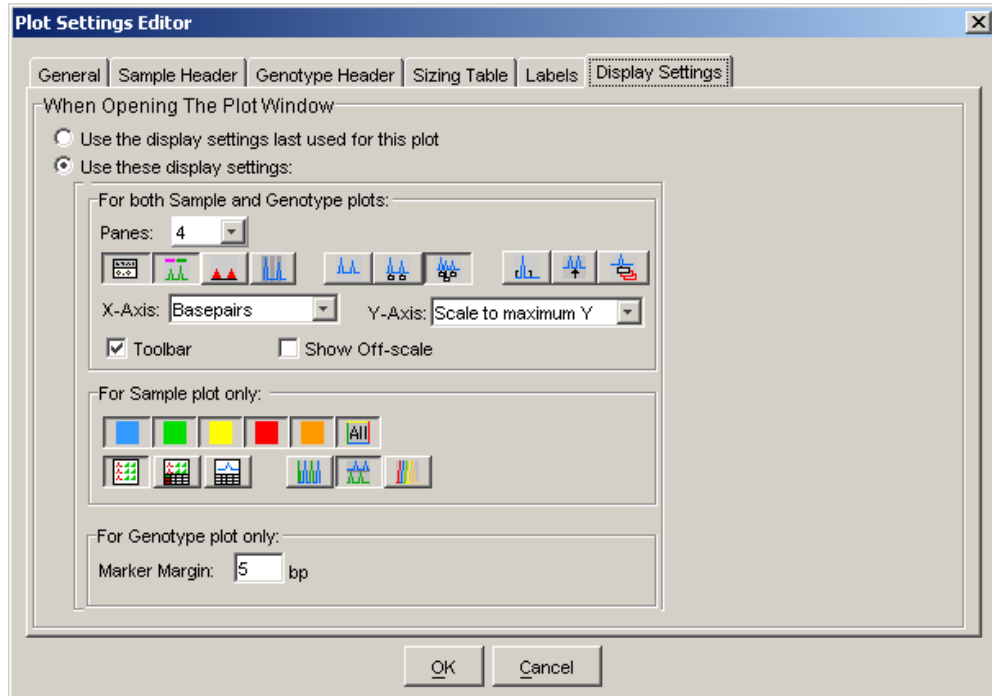 Plot Settings Editor
General Sample Header Genotype Header Sizing Table Labels Display Settings
When Opening The Plot Window
Use the display settings last used for this plot
Use these display settings:
For both Sample and Genotype plots:
Panes: 4
X-Axis: Basepairs Y-Axis: Scale to maximum Y
Toolbar Show Off-scale
For Sample plot only:
All
For Genotype plot only:
Marker Margin: 5 bp
OK Cancel